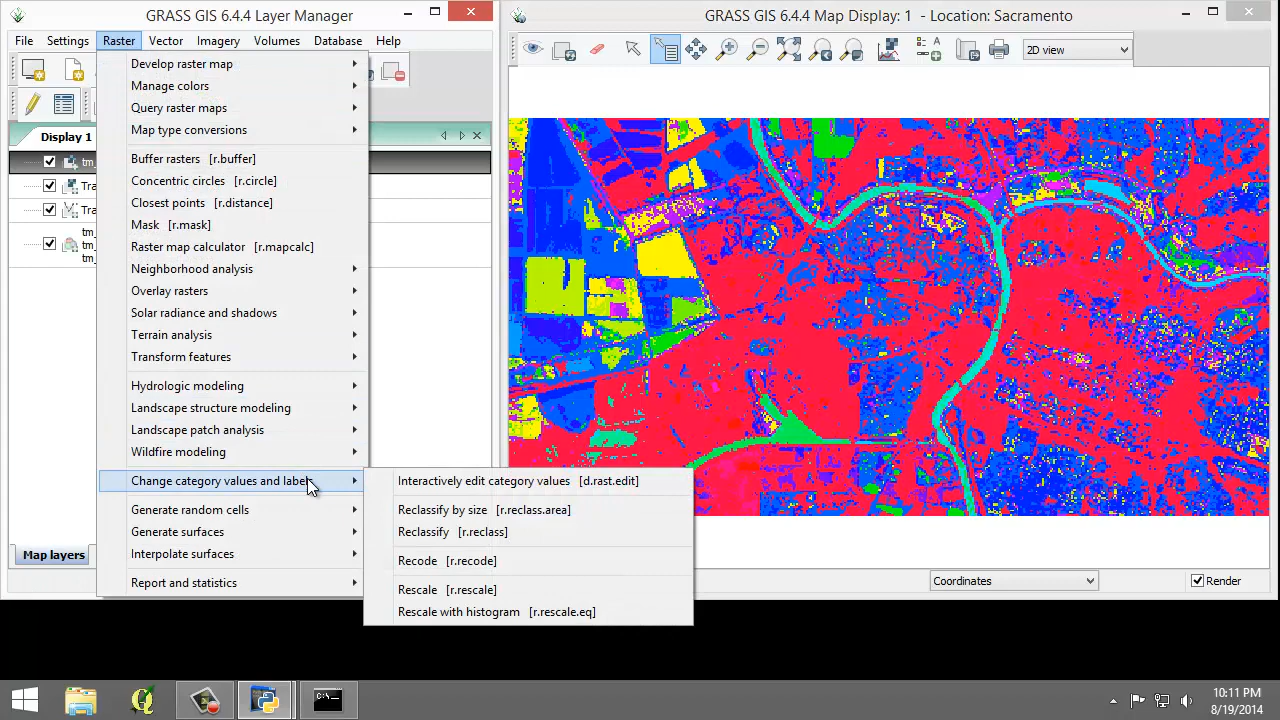 GRASS GIS 6.4.4 Layer Manager
File Settings Raster Vector Imagery Volumes Database Help
Display 1
tm_
Tra
Tra
tm_
tm_
tm_
Map layers
Develop raster map
Manage colors
Query raster maps
Map type conversions
Buffer rasters [r.buffer]
Concentric circles [r.circle]
Closest points [r.distance]
Mask [r.mask]
Raster map calculator [r.mapcalc]
Neighborhood analysis
Overlay rasters
Solar radiance and shadows
Terrain analysis
Transform features
Hydrologic modeling
Landscape structure modeling
Landscape patch analysis
Wildfire modeling
Change category values and label
Generate random cells
Generate surfaces
Interpolate surfaces
Report and statistics
Interactively edit category values [d.rast.edit]
Reclassify by size [r.reclass.area]
Reclassify [r.reclass]
Recode [r.recode]
Rescale [r.rescale]
Rescale with histogram [r.rescale.eq]
GRASS GIS 6.4.4 Map Display: 1 - Location: Sacramento
2D view
Coordinates
Render
10:11 PM
8/19/2014